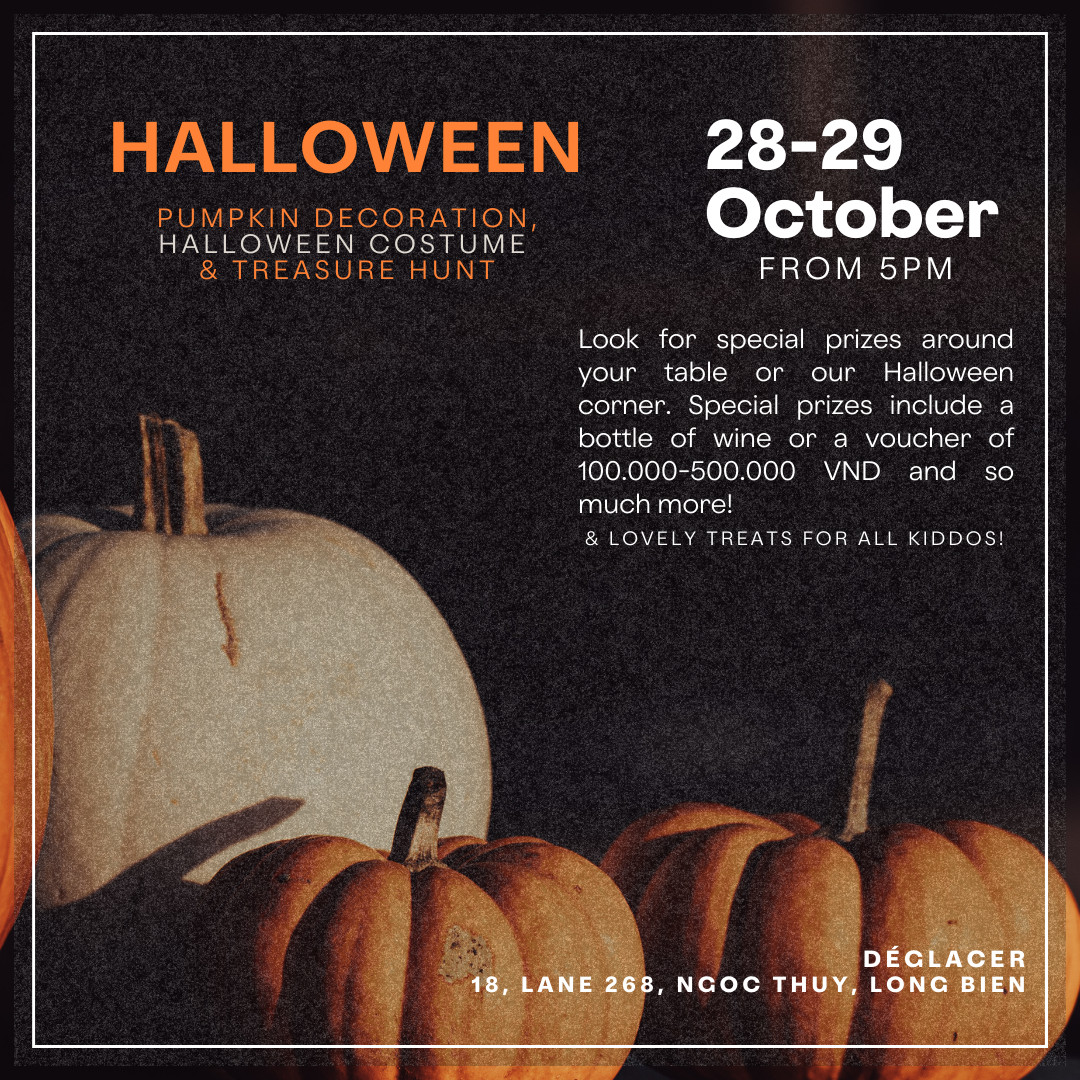 HALLOWEEN
PUMPKIN DECORATION,
HALLOWEEN COSTUME
& TREASURE HUNT
28-29
October
FROM 5PM
Look for special prizes around
your table or our Halloween
corner. Special prizes include a
bottle of wine or a voucher of
100.000-500.000 VND and so
much more!
& LOVELY TREATS FOR ALL KIDDOS!
DÉGLACER
18, LANE 268, NGOC THUY, LONG BIEN